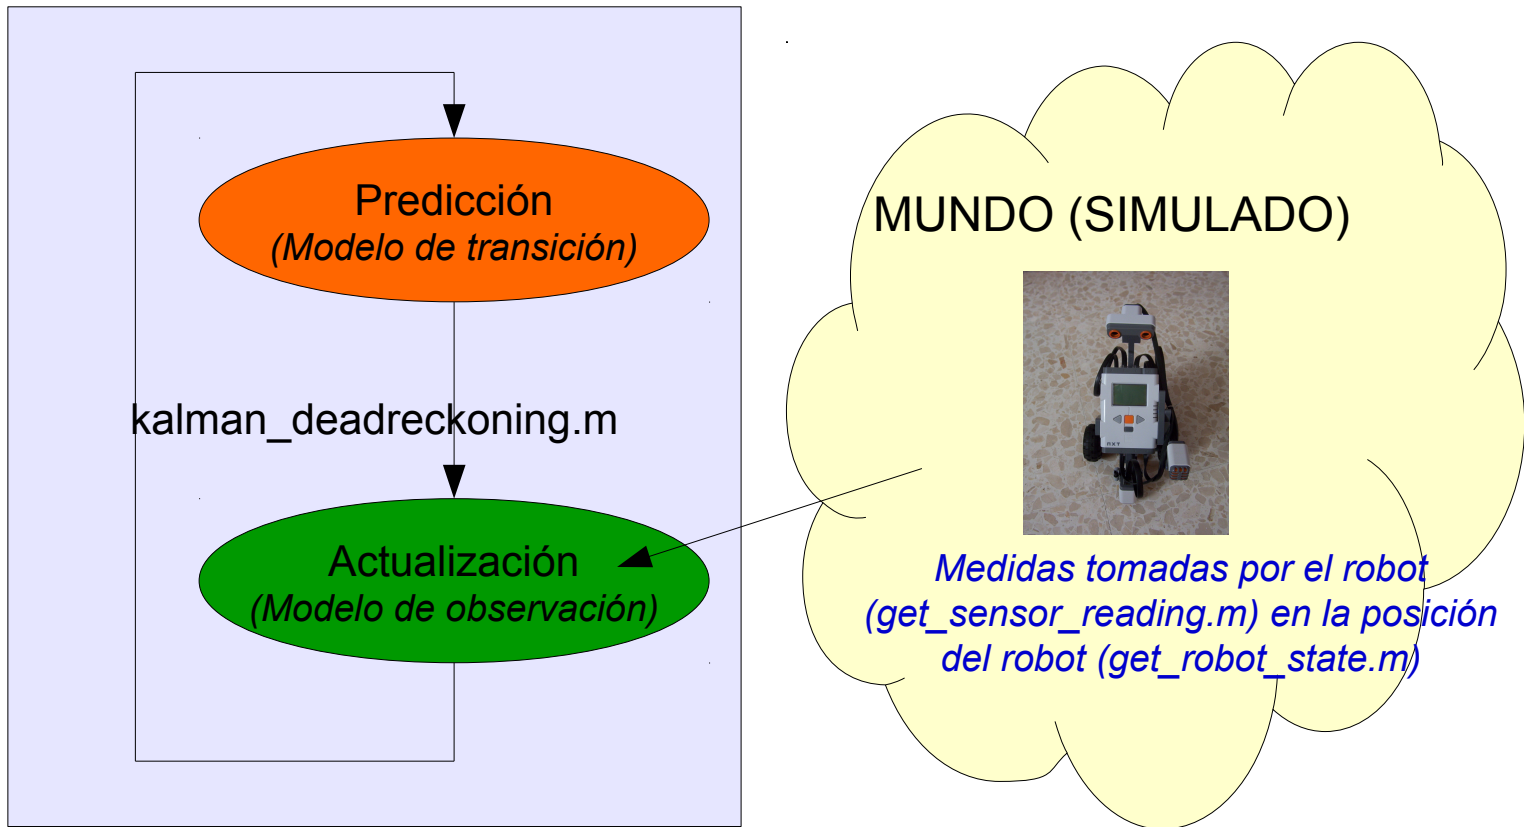 Predicción
(Modelo de transición)
kalman_deadreckoning.m
Actualización
(Modelo de observación)
MUNDO (SIMULADO)
NXT
Medidas tomadas por el robot
(get_sensor_reading.m) en la posición
del robot (get_robot_state.m)